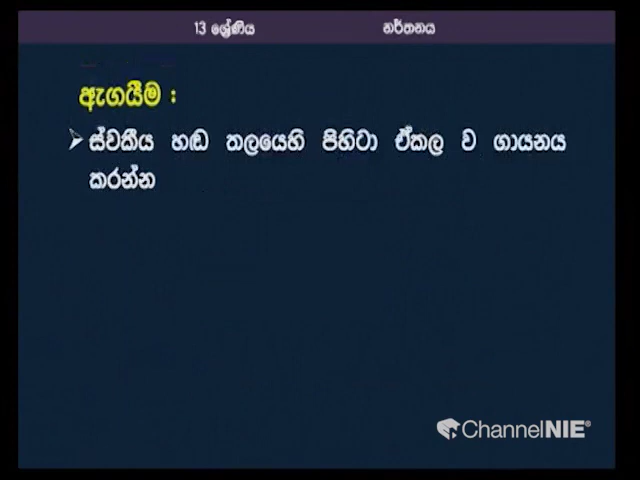 13 ශ්‍රේණිය නර්තනය
ඇගයීම :
ස්වකීය හඬ තලයෙහි පිහිටා ඒකල ව ගායනය
කරන්න
ChannelNIE®